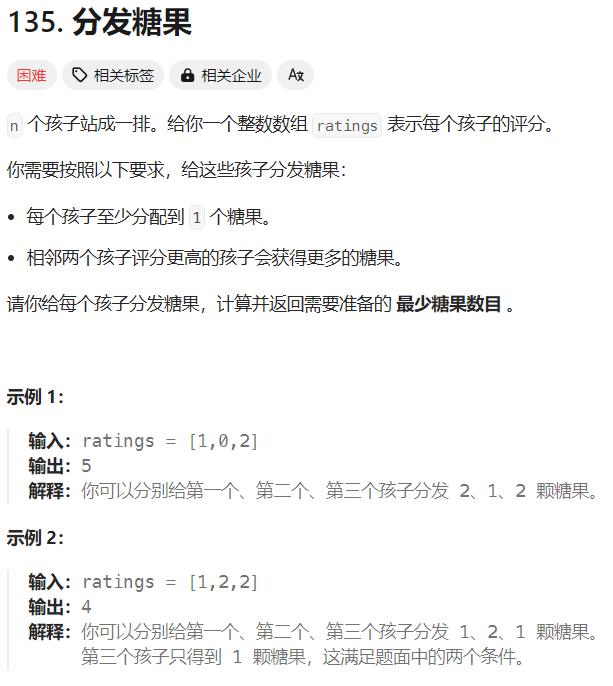 135. 分发糖果
困难 相关标签 相关企业 A文
n 个孩子站成一排。给你一个整数数组 ratings 表示每个孩子的评分。
你需要按照以下要求，给这些孩子分发糖果：
• 每个孩子至少分配到 1 个糖果。
• 相邻两个孩子评分更高的孩子会获得更多的糖果。
请你给每个孩子分发糖果，计算并返回需要准备的 最少糖果数目 。
示例 1：
输入：ratings = [1,0,2]
输出：5
解释：你可以分别给第一个、第二个、第三个孩子分发 2、1、2 颗糖果。
示例 2：
输入：ratings = [1,2,2]
输出：4
解释：你可以分别给第一个、第二个、第三个孩子分发 1、2、1 颗糖果。
第三个孩子只得到 1 颗糖果，这满足题面中的两个条件。